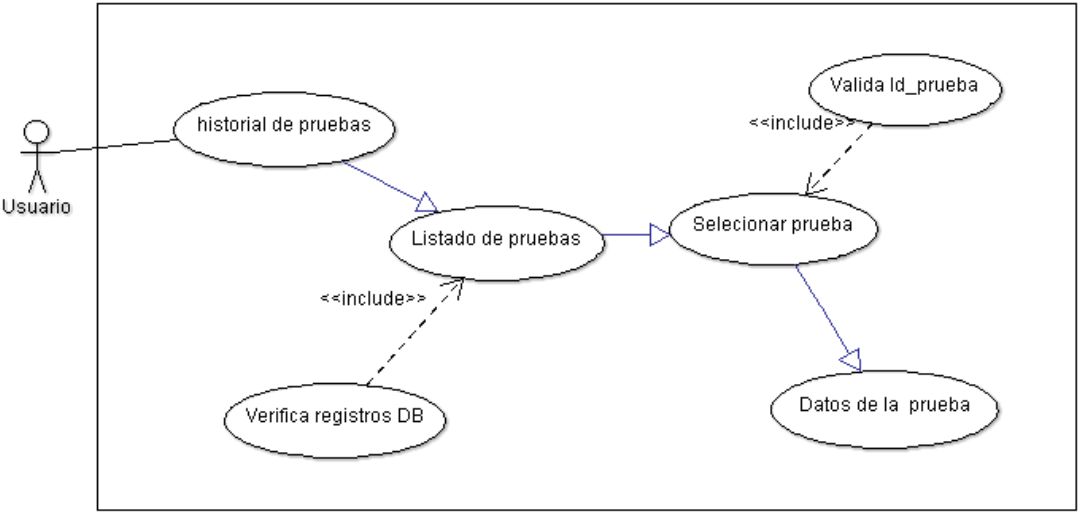 Valida Id_prueba
<<include>>
historial de pruebas
Usuario
Listado de pruebas
Selecionar prueba
<<include>>
Verifica registros DB
Datos de la prueba